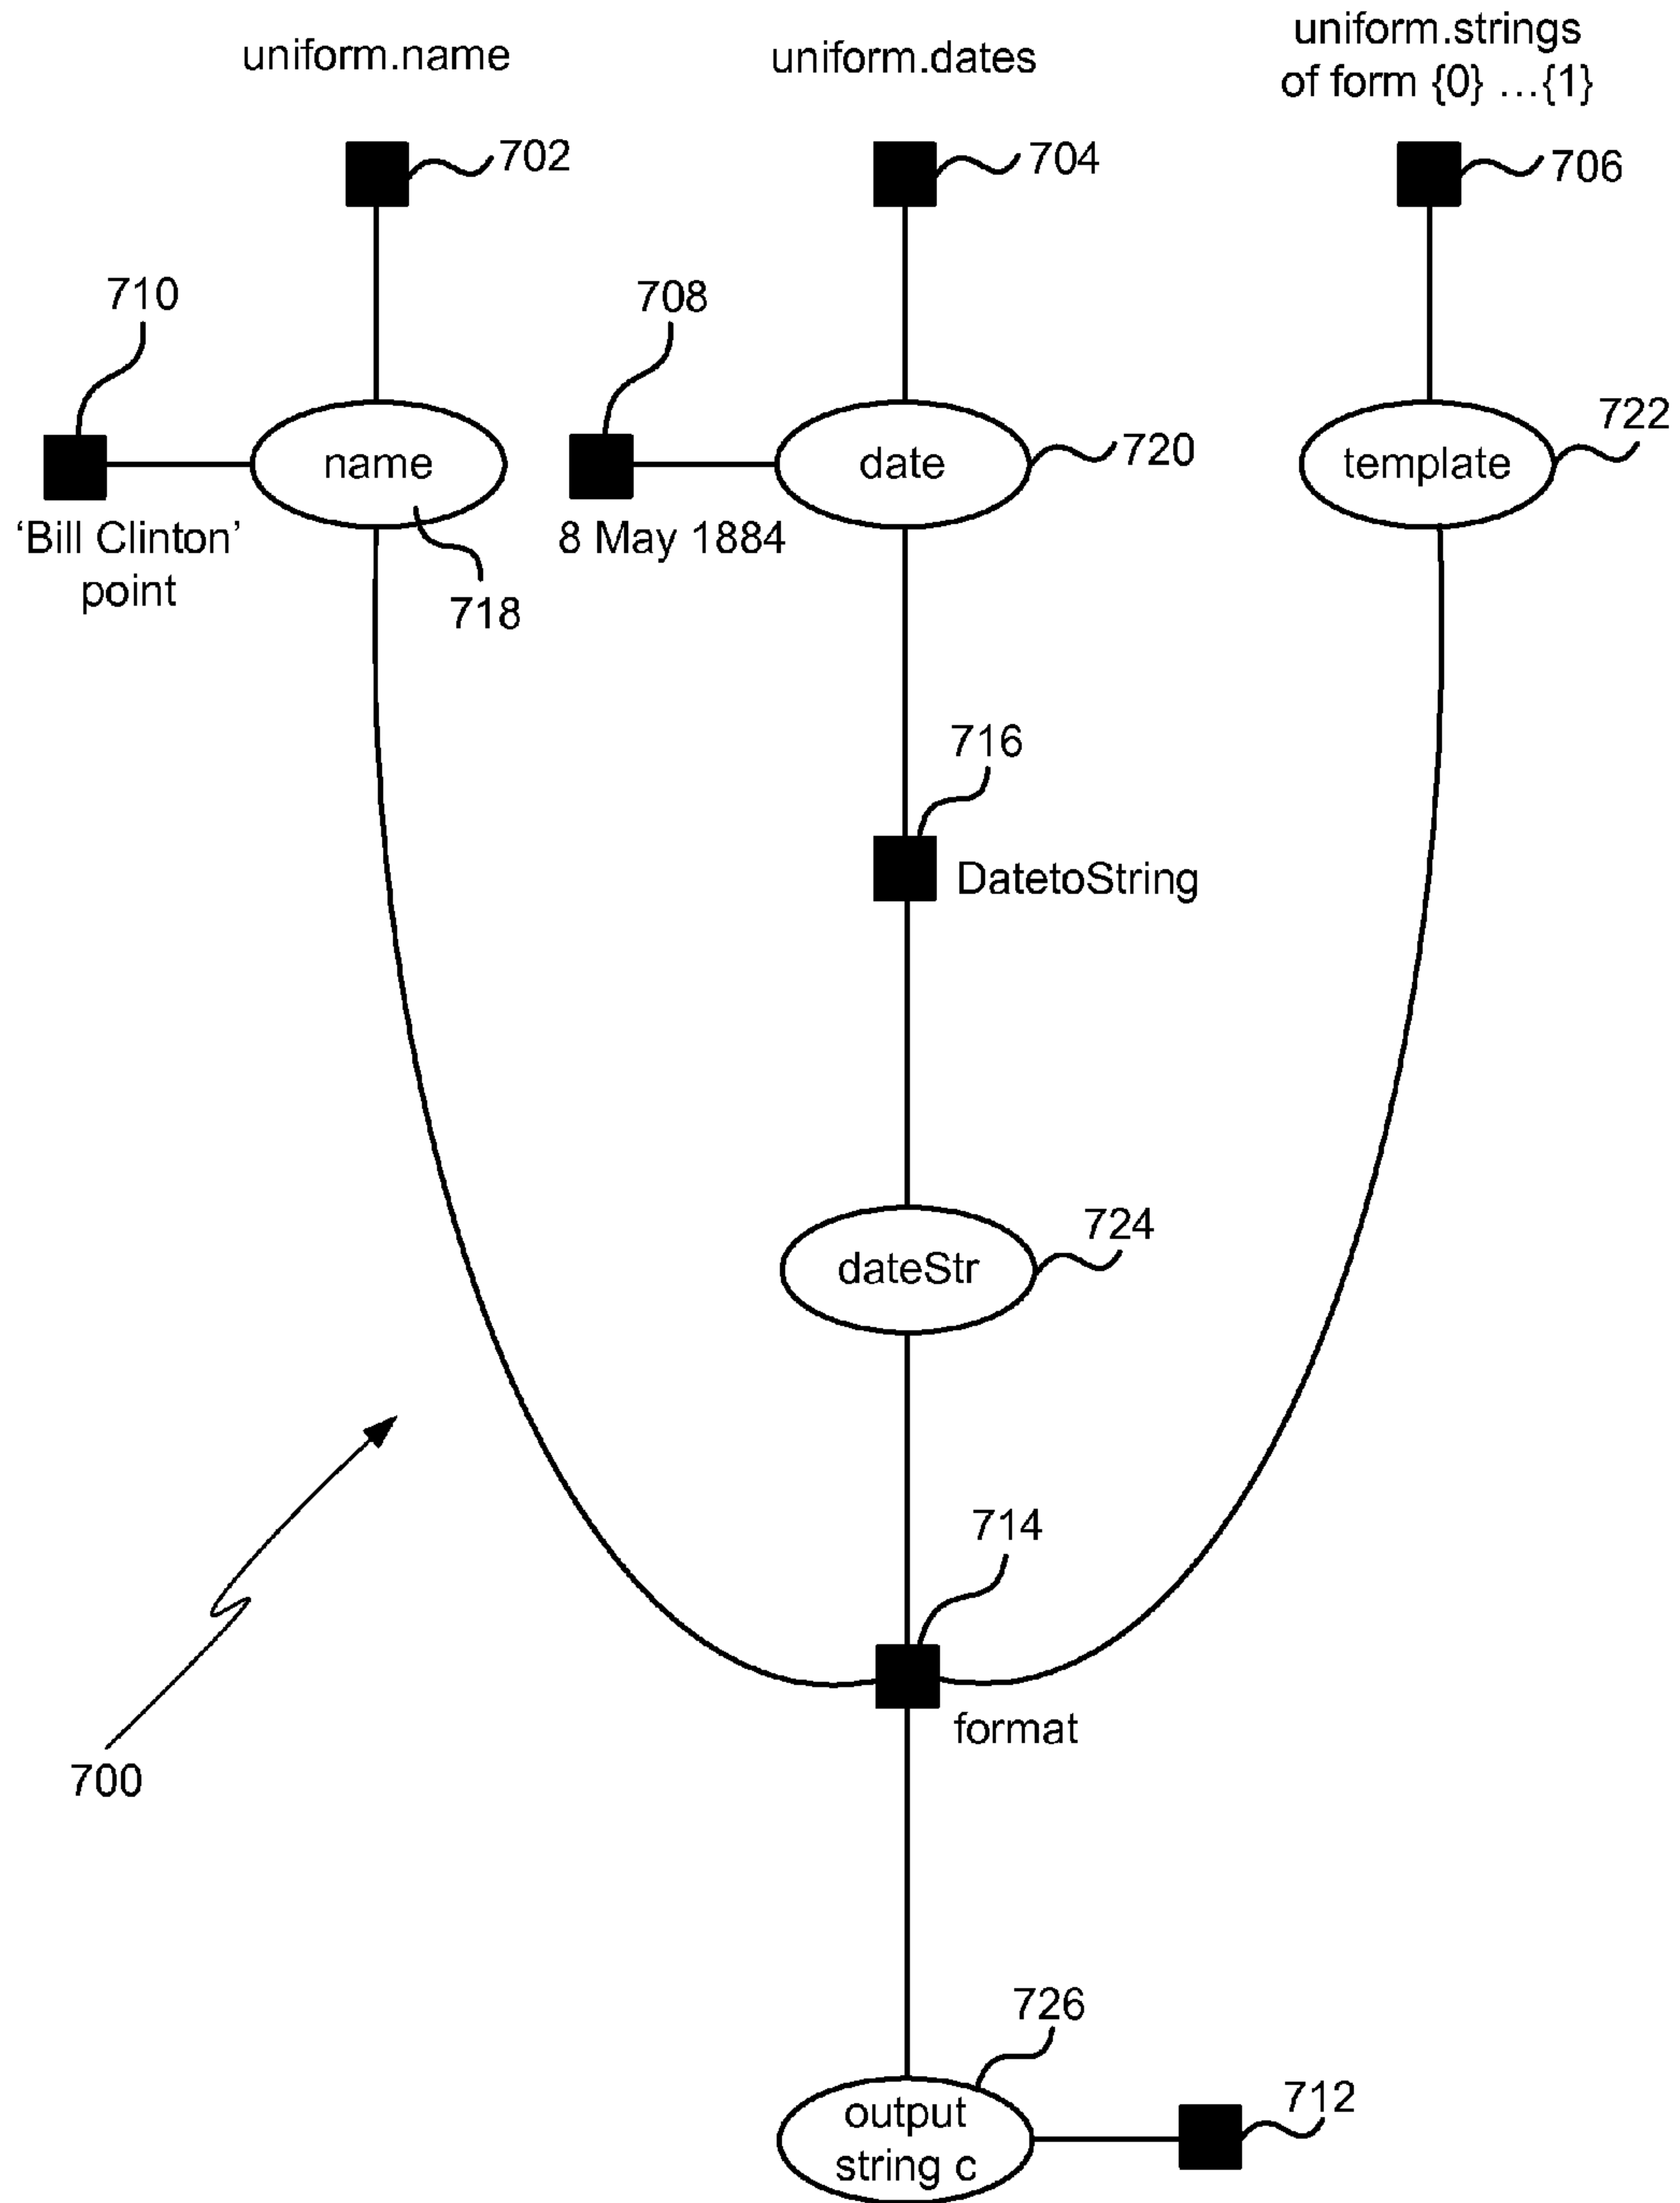 uniform.name
uniform.dates
uniform.strings
of form {0} ...{1}
702
704
706
710
708
name
date
720
template
722
'Bill Clinton'
point
8 May 1884
718
716
DatetoString
dateStr
724
714
format
700
726
output
string c
712